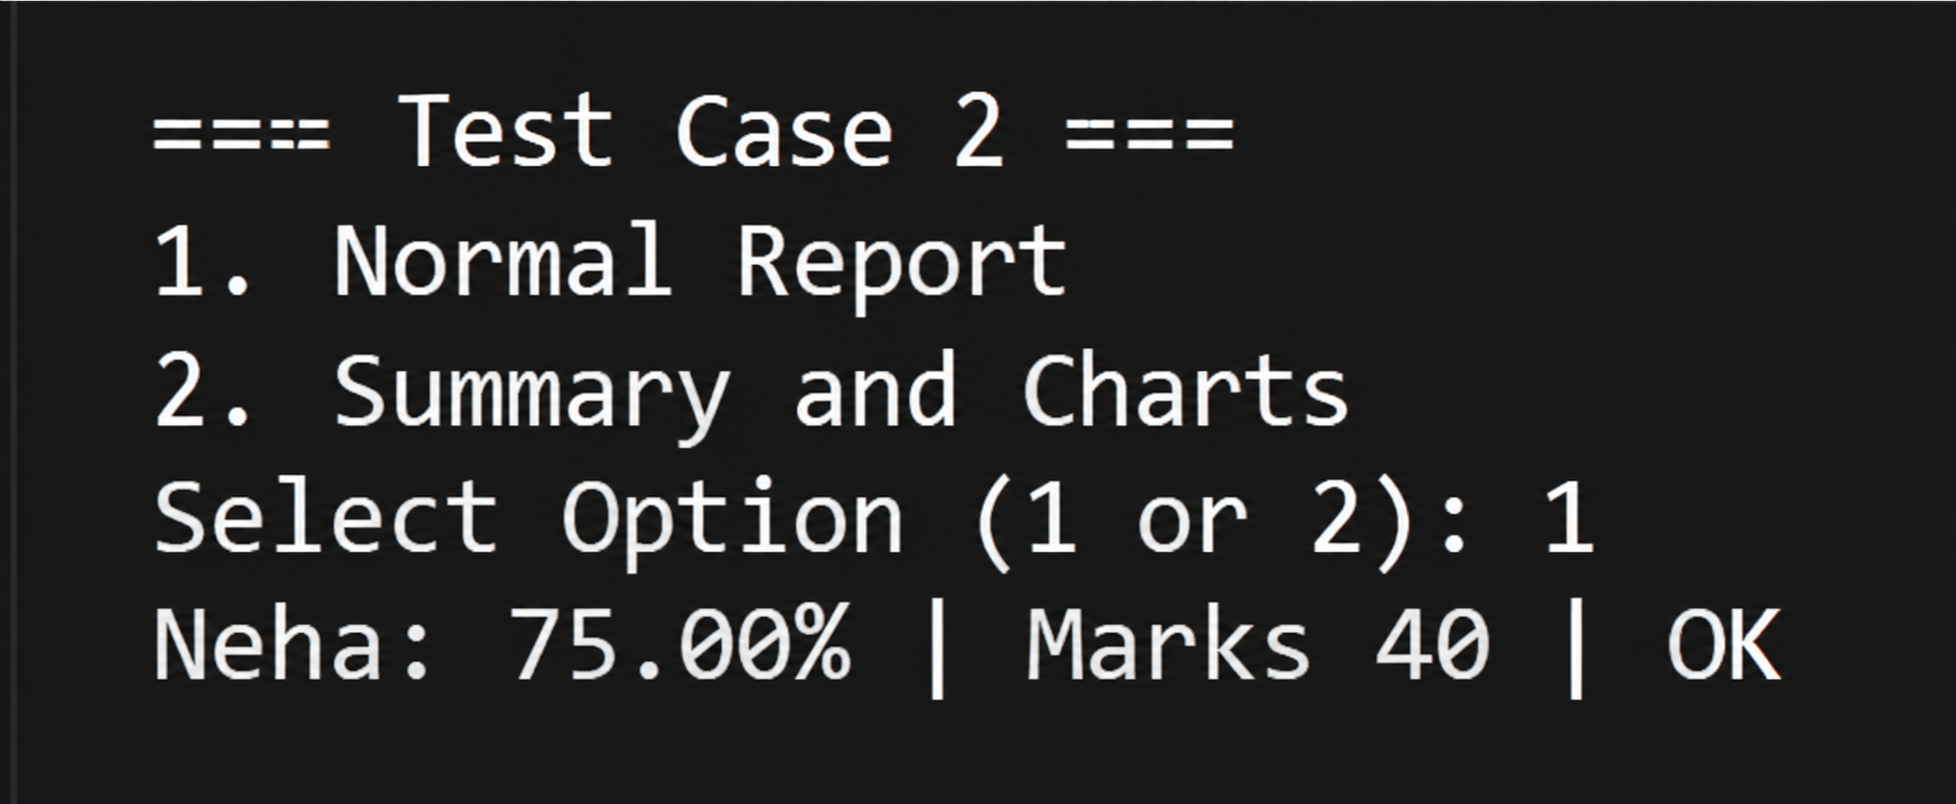 === Test Case 2 ===
1. Normal Report
2. Summary and Charts
Select Option (1 or 2): 1
Neha: 75.00% | Marks 40 | OK